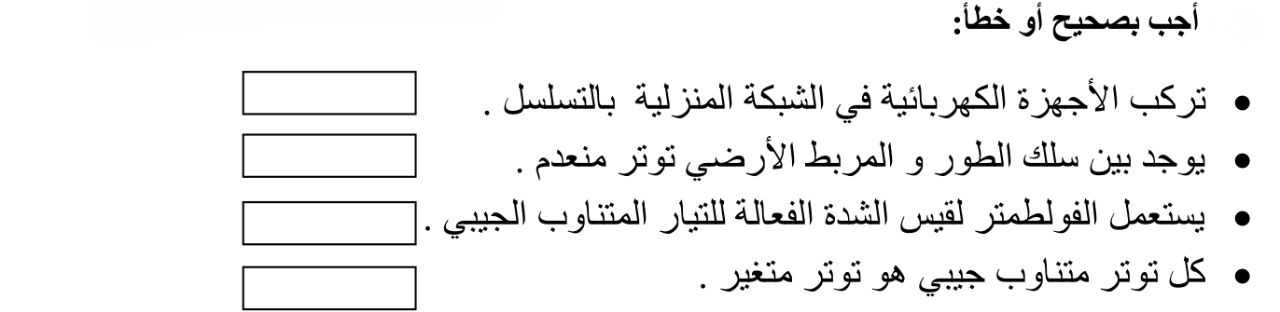 أجب بصحيح أو خطأ:
• تركب الأجهزة الكهربائية في الشبكة المنزلية بالتسلسل .
• يوجد بين سلك الطور و المربط الأرضي توتر منعدم .
• يستعمل الفولطمتر لقيس الشدة الفعالة للتيار المتناوب الجيبي .
• كل توتر متناوب جيبي هو توتر متغير .